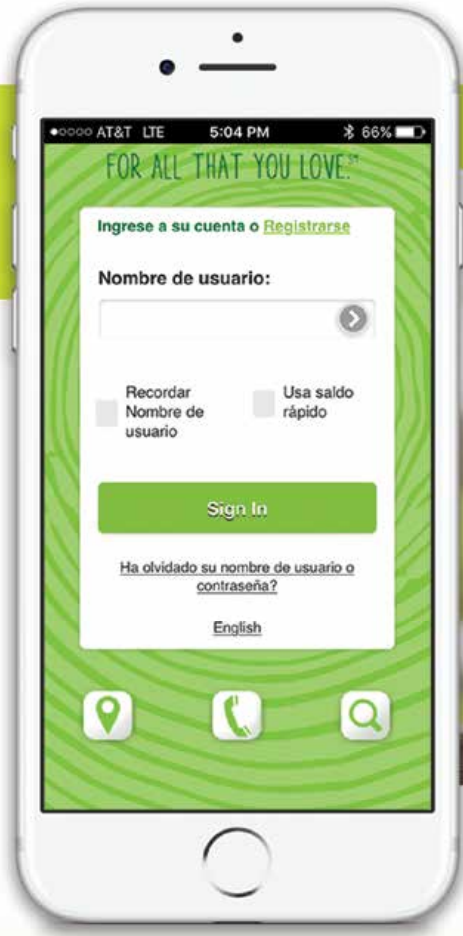 AT&T LTE 5:04 PM 66%
FOR ALL THAT YOU LOVE.℠
Ingrese a su cuenta o Registrarse
Nombre de usuario:
Recordar
Nombre de
usuario
Usa saldo
rápido
Sign In
Ha olvidado su nombre de usuario o
contraseña?
English